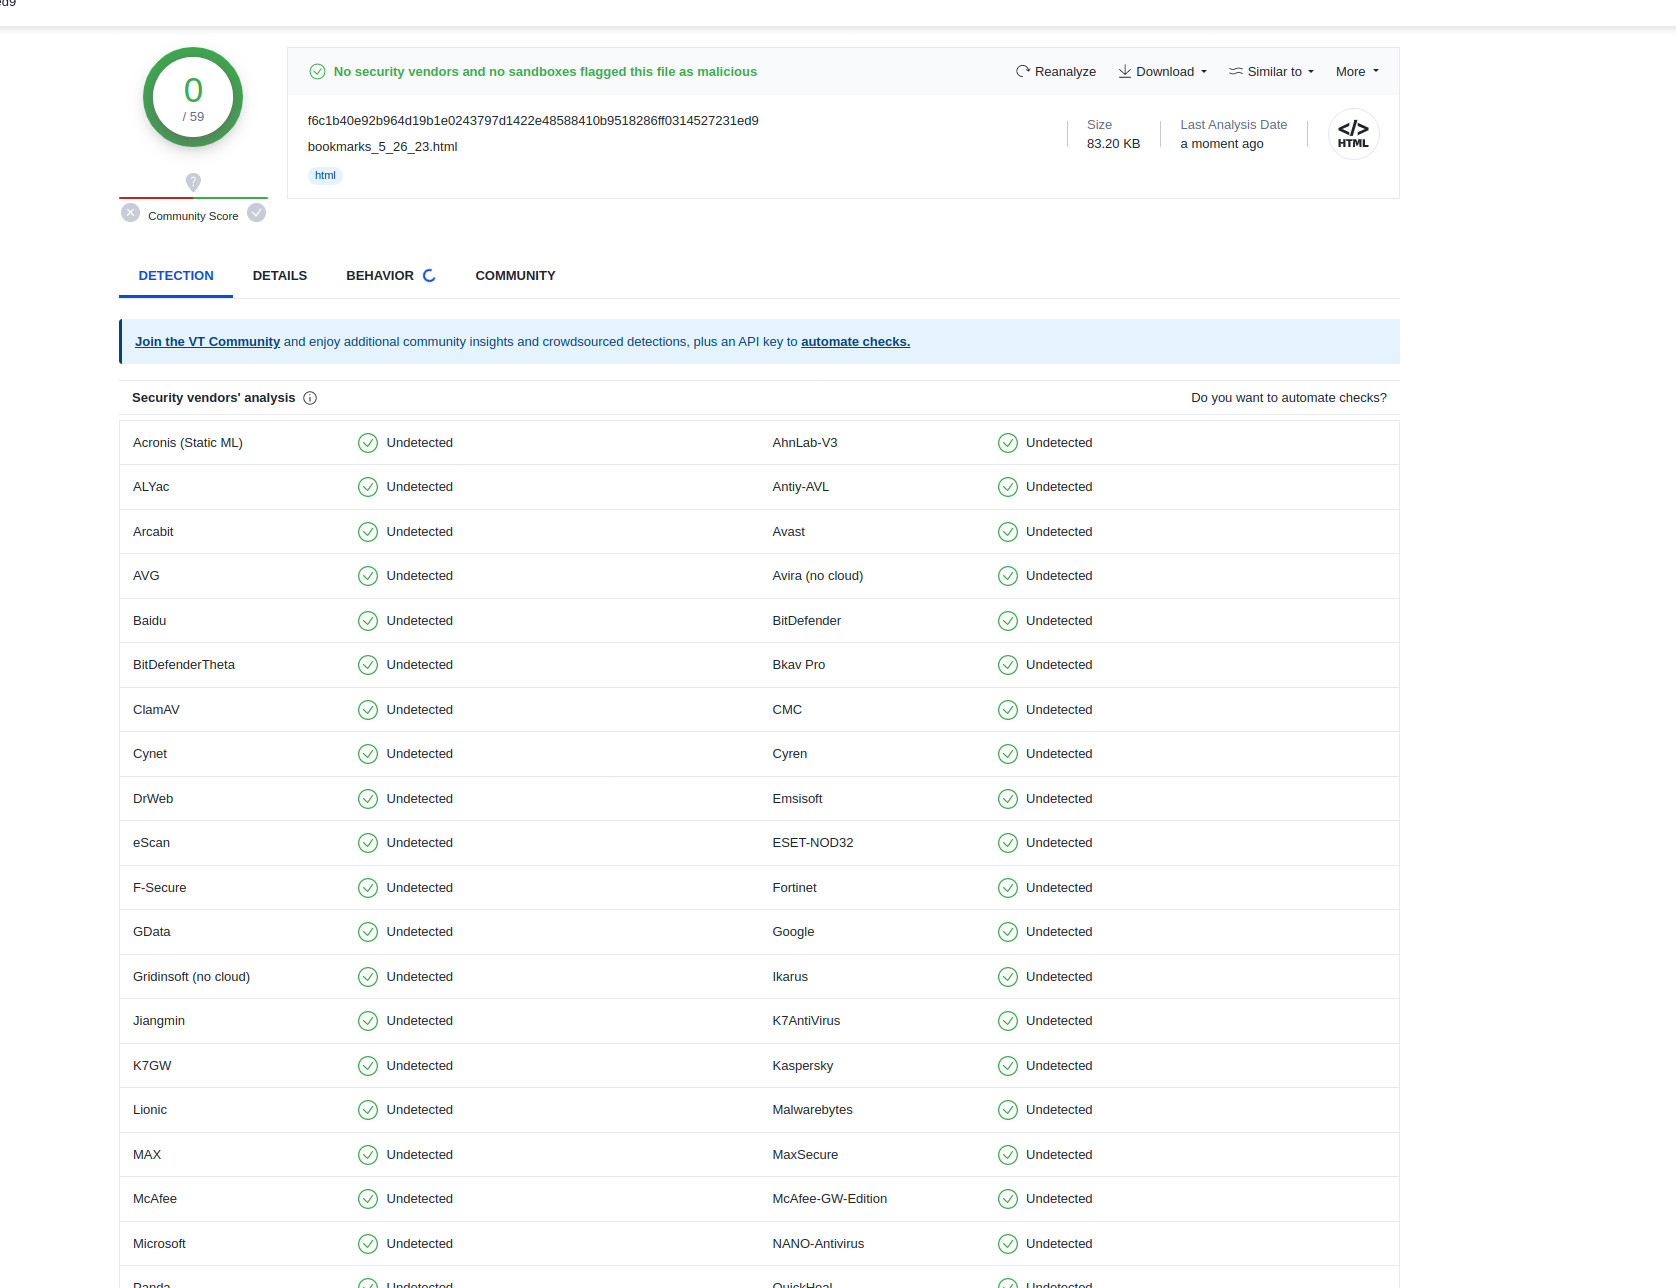 ed9
0
/ 59
?
Community Score
No security vendors and no sandboxes flagged this file as malicious
Reanalyze Download Similar to More
f6c1b40e92b964d19b1e0243797d1422e48588410b9518286ff0314527231ed9
bookmarks_5_26_23.html
html
Size
83.20 KB
Last Analysis Date
a moment ago
</>
HTML
DETECTION DETAILS BEHAVIOR COMMUNITY
Join the VT Community and enjoy additional community insights and crowdsourced detections, plus an API key to automate checks.
Security vendors' analysis Do you want to automate checks?
Acronis (Static ML) Undetected AhnLab-V3 Undetected
ALYac Undetected Antiy-AVL Undetected
Arcabit Undetected Avast Undetected
AVG Undetected Avira (no cloud) Undetected
Baidu Undetected BitDefender Undetected
BitDefenderTheta Undetected Bkav Pro Undetected
ClamAV Undetected CMC Undetected
Cynet Undetected Cyren Undetected
DrWeb Undetected Emsisoft Undetected
eScan Undetected ESET-NOD32 Undetected
F-Secure Undetected Fortinet Undetected
GData Undetected Google Undetected
Gridinsoft (no cloud) Undetected Ikarus Undetected
Jiangmin Undetected K7AntiVirus Undetected
K7GW Undetected Kaspersky Undetected
Lionic Undetected Malwarebytes Undetected
MAX Undetected MaxSecure Undetected
McAfee Undetected McAfee-GW-Edition Undetected
Microsoft Undetected NANO-Antivirus Undetected
Panda Undetected QuickHeal Undetected